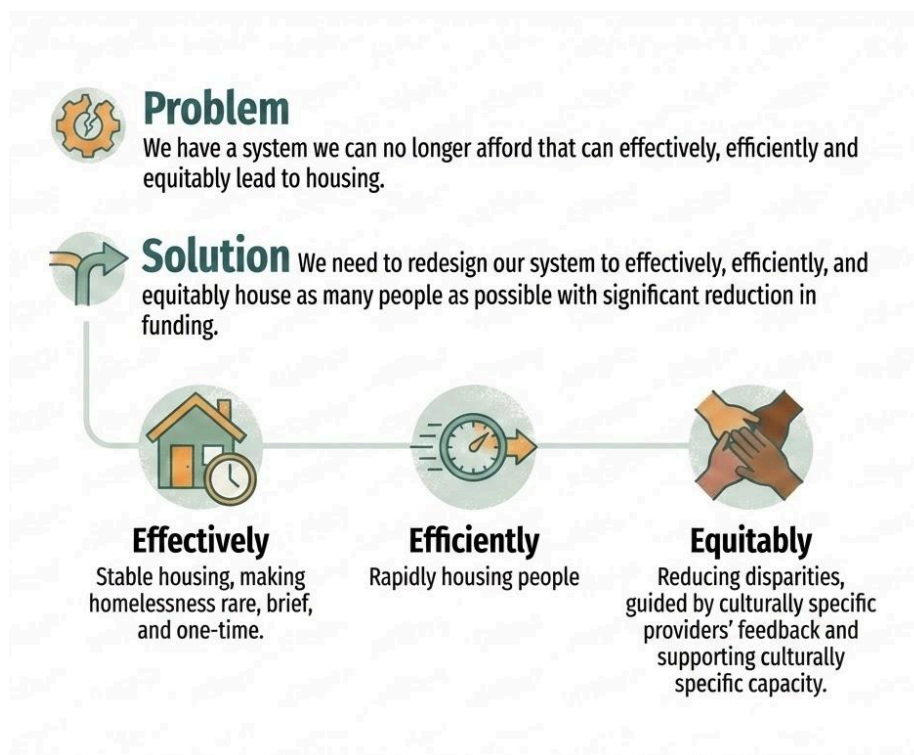 Problem
We have a system we can no longer afford that can effectively, efficiently and
equitably lead to housing.
Solution We need to redesign our system to effectively, efficiently, and
equitably house as many people as possible with significant reduction in
funding.
Effectively
Stable housing, making
homelessness rare, brief,
and one-time.
Efficiently
Rapidly housing people
Equitably
Reducing disparities,
guided by culturally specific
providers' feedback and
supporting culturally
specific capacity.